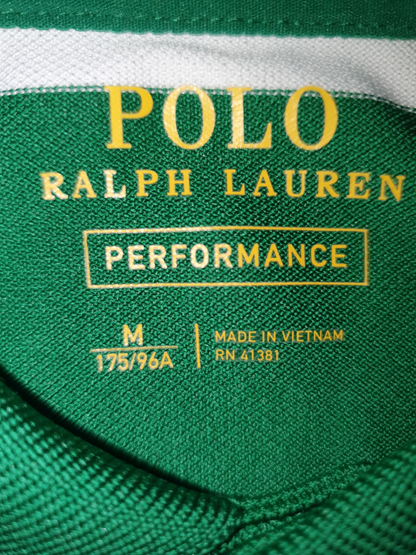 POLO
RALPH LAUREN
PERFORMANCE
M
175/96A
MADE IN VIETNAM
RN 41381